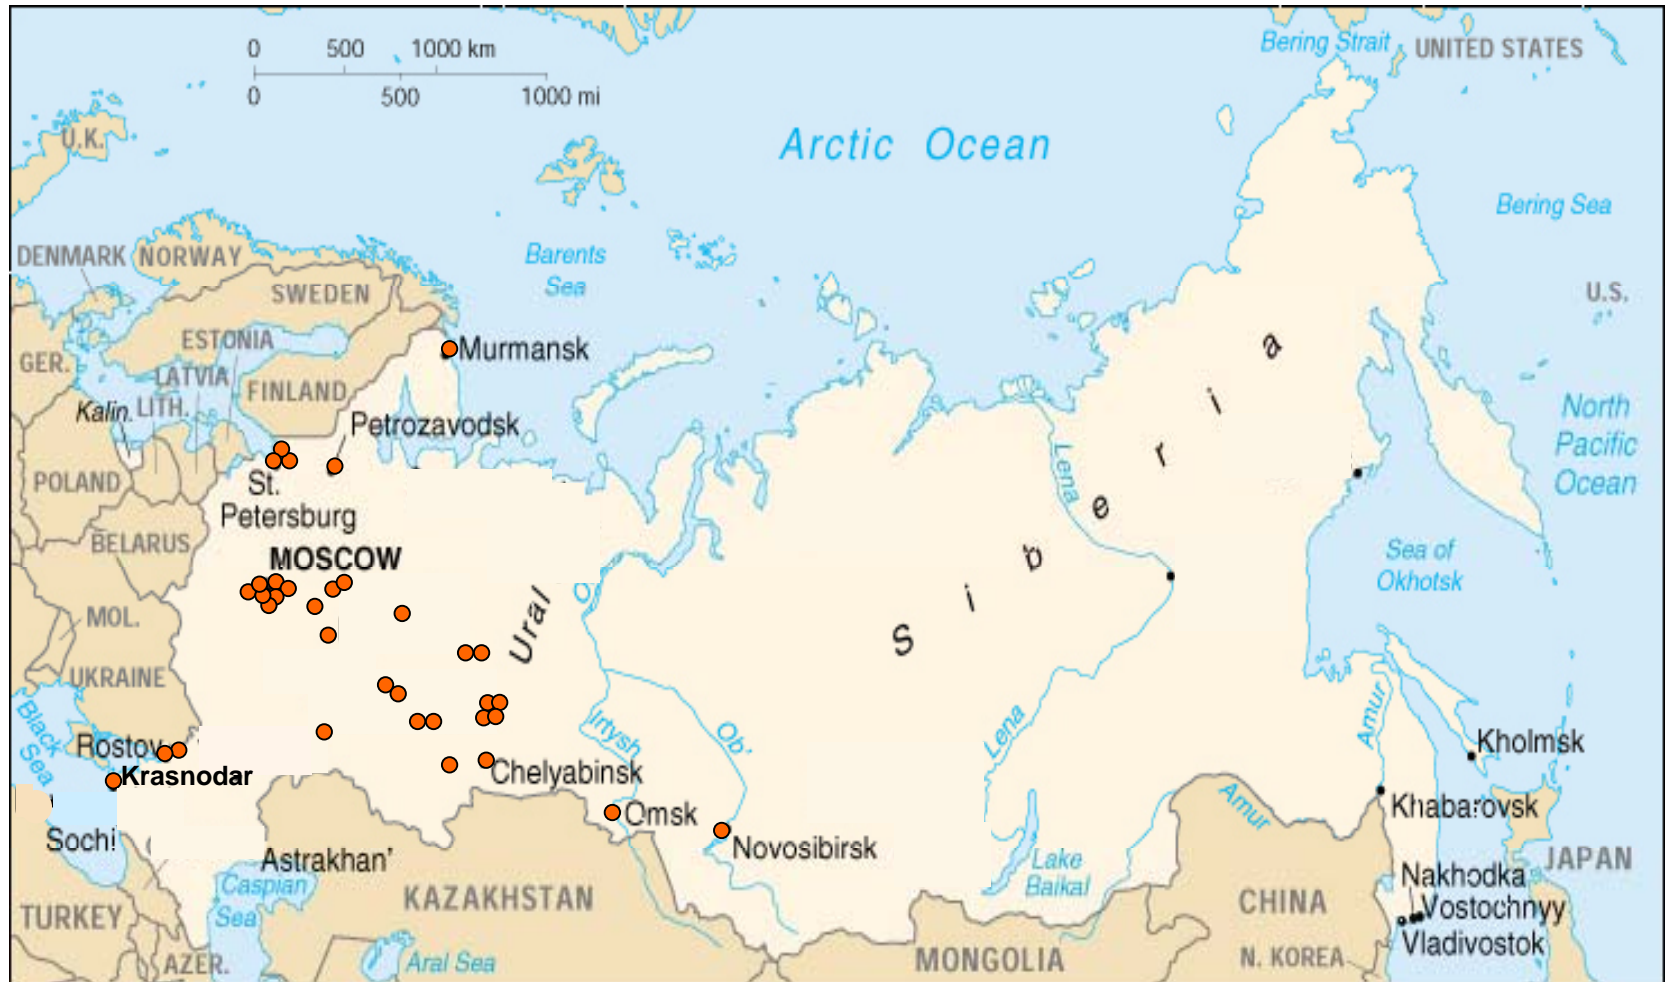 0 500 1000 km
0 500 1000 mi
Bering Strait
UNITED STATES
U.K.
Arctic Ocean
Bering Sea
DENMARK
NORWAY
Barents
Sea
SWEDEN
U.S.
ESTONIA
Murmansk
GER.
LATVIA
FINLAND
Kalin.
LITH.
Petrozavodsk
North
Pacific
Ocean
POLAND
St.
Petersburg
Lena
BELARUS
MOSCOW
Sea of
Okhotsk
S i b e r i a
Ural
MOL.
UKRAINE
Black
Sea
Irtysh
Ob'
Lena
Amur
Rostov
Krasnodar
Chelyabinsk
Kholmsk
Omsk
Amur
Khabarovsk
Sochi
Novosibirsk
Astrakhan'
Lake
Baikal
JAPAN
Caspian
Sea
KAZAKHSTAN
Nakhodka
CHINA
Vostochnyy
TURKEY
Vladivostok
AZER.
Aral Sea
MONGOLIA
N. KOREA